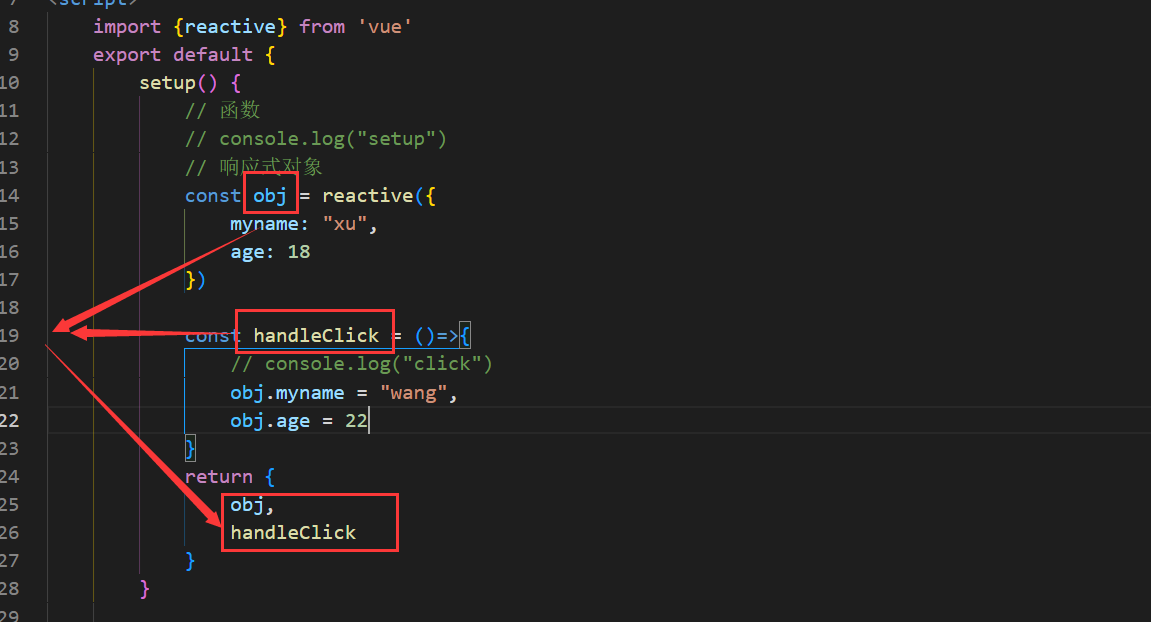 <script>
8 import {reactive} from 'vue'
9 export default {
10 setup() {
11 // 函数
12 // console.log("setup")
13 // 响应式对象
14 const obj = reactive({
15 myname: "xu",
16 age: 18
17 })
18
19 const handleClick = ()=>{
20 // console.log("click")
21 obj.myname = "wang",
22 obj.age = 22
23 }
24 return {
25 obj,
26 handleClick
27 }
28 }
29